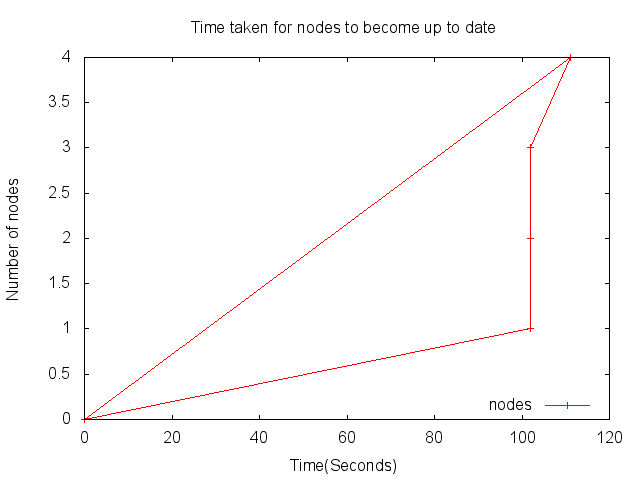 Time taken for nodes to become up to date
4
3.5
3
2.5
2
1.5
1
0.5
0
Number of nodes
nodes
0 20 40 60 80 100 120
Time(Seconds)